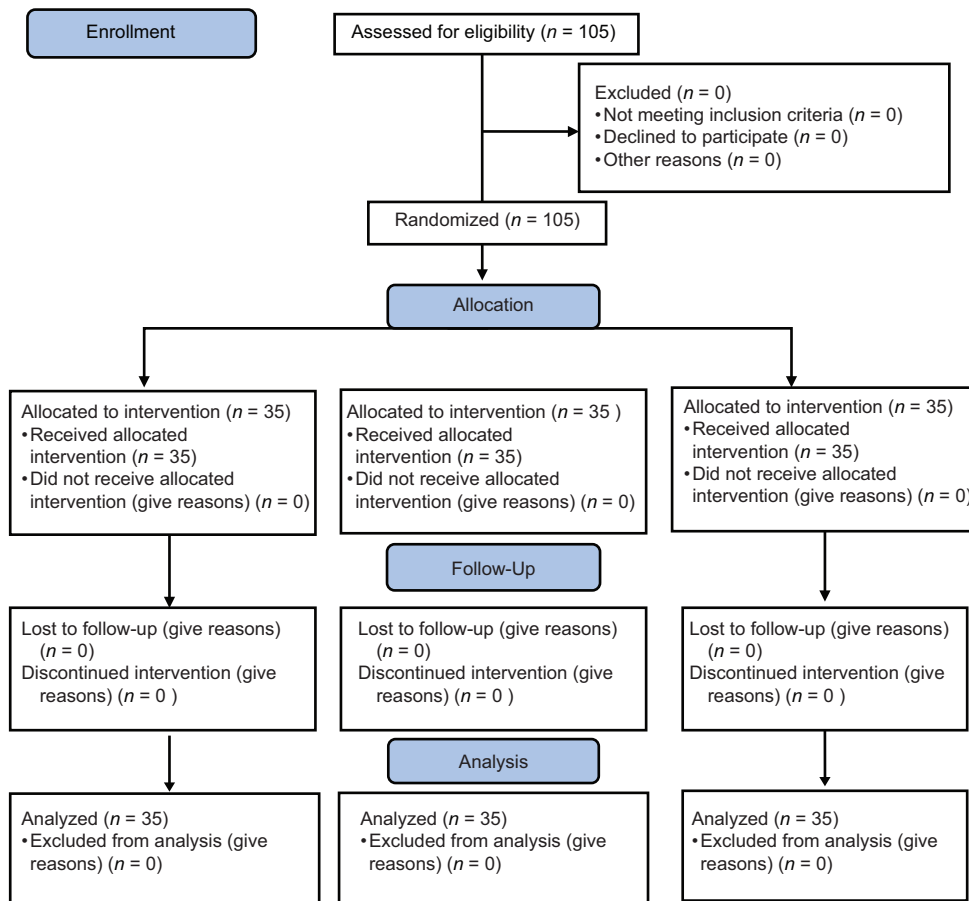 Enrollment
Assessed for eligibility (n = 105)
Excluded (n = 0)
•Not meeting inclusion criteria (n = 0)
•Declined to participate (n = 0)
•Other reasons (n = 0)
Randomized (n = 105)
Allocation
Allocated to intervention (n = 35)
•Received allocated
intervention (n = 35)
•Did not receive allocated
intervention (give reasons) (n = 0)
Allocated to intervention (n = 35 )
•Received allocated
intervention (n = 35)
•Did not receive allocated
intervention (give reasons) (n = 0)
Allocated to intervention (n = 35)
•Received allocated
intervention (n = 35)
•Did not receive allocated
intervention (give reasons) (n = 0)
Follow-Up
Lost to follow-up (give reasons)
(n = 0)
Discontinued intervention (give
reasons) (n = 0 )
Lost to follow-up (give reasons)
(n = 0)
Discontinued intervention (give
reasons) (n = 0 )
Lost to follow-up (give reasons)
(n = 0)
Discontinued intervention (give
reasons) (n = 0 )
Analysis
Analyzed (n = 35)
•Excluded from analysis (give
reasons) (n = 0)
Analyzed (n = 35)
•Excluded from analysis (give
reasons) (n = 0)
Analyzed (n = 35)
•Excluded from analysis (give
reasons) (n = 0)